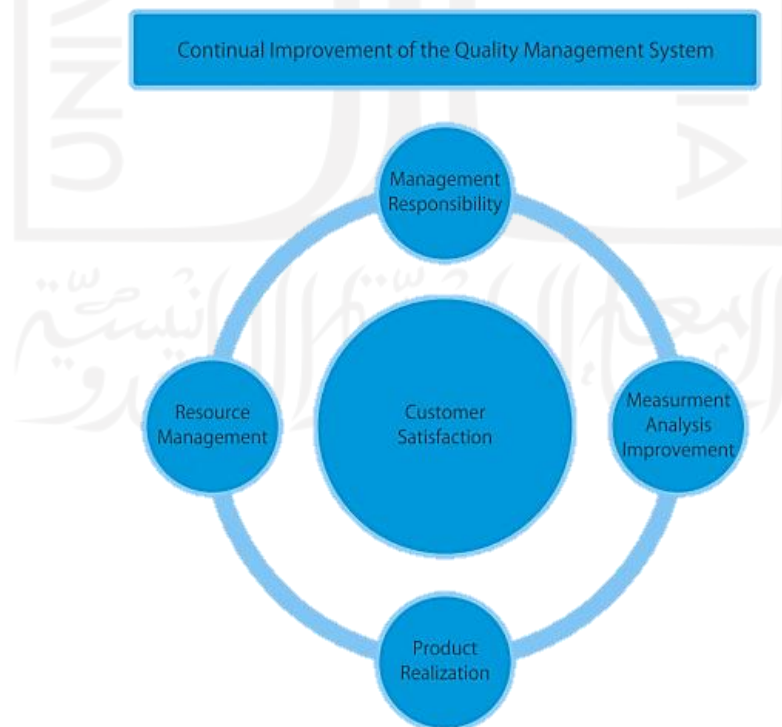 Continual Improvement of the Quality Management System
Management
Responsibility
Resource
Management
Customer
Satisfaction
Measurment
Analysis
Improvement
Product
Realization